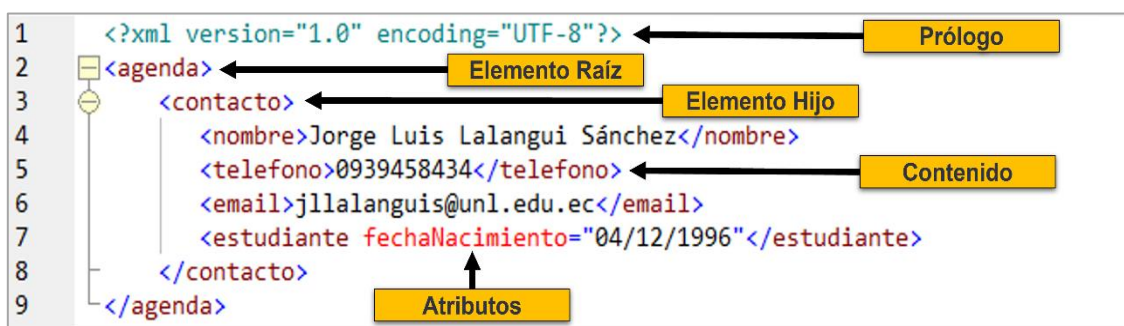 1 <?xml version="1.0" encoding="UTF-8"?> Prólogo
2 <agenda> Elemento Raíz
3 <contacto> Elemento Hijo
4 <nombre>Jorge Luis Lalangui Sánchez</nombre>
5 <telefono>0939458434</telefono> Contenido
6 <email>jllalanguis@unl.edu.ec</email>
7 <estudiante fechaNacimiento="04/12/1996"</estudiante>
8 </contacto>
9 </agenda> Atributos